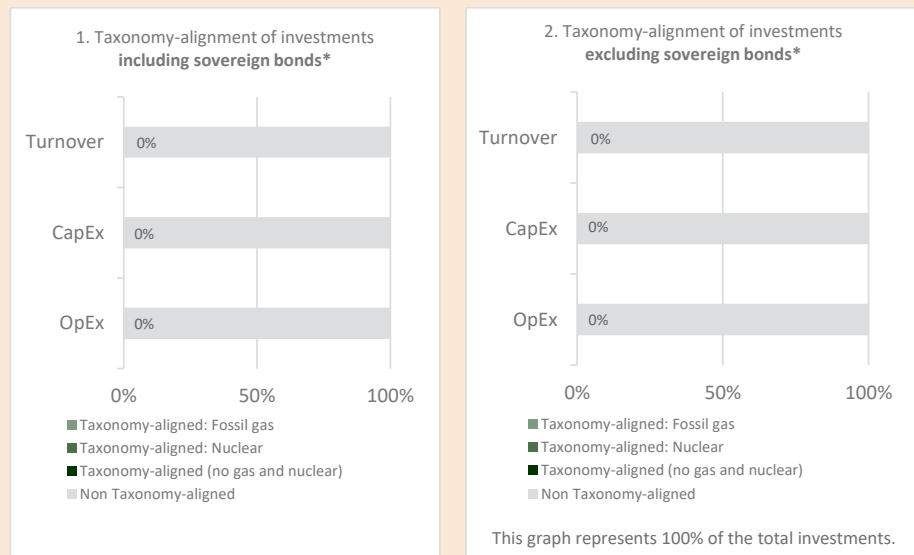 1. Taxonomy-alignment of investments
including sovereign bonds*
Turnover
0%
CapEx
0%
OpEx
0%
0%
50%
100%
Taxonomy-aligned: Fossil gas
Taxonomy-aligned: Nuclear
Taxonomy-aligned (no gas and nuclear)
Non Taxonomy-aligned
2. Taxonomy-alignment of investments
excluding sovereign bonds*
Turnover
0%
CapEx
0%
OpEx
0%
0%
50%
100%
Taxonomy-aligned: Fossil gas
Taxonomy-aligned: Nuclear
Taxonomy-aligned (no gas and nuclear)
Non Taxonomy-aligned
This graph represents 100% of the total investments.